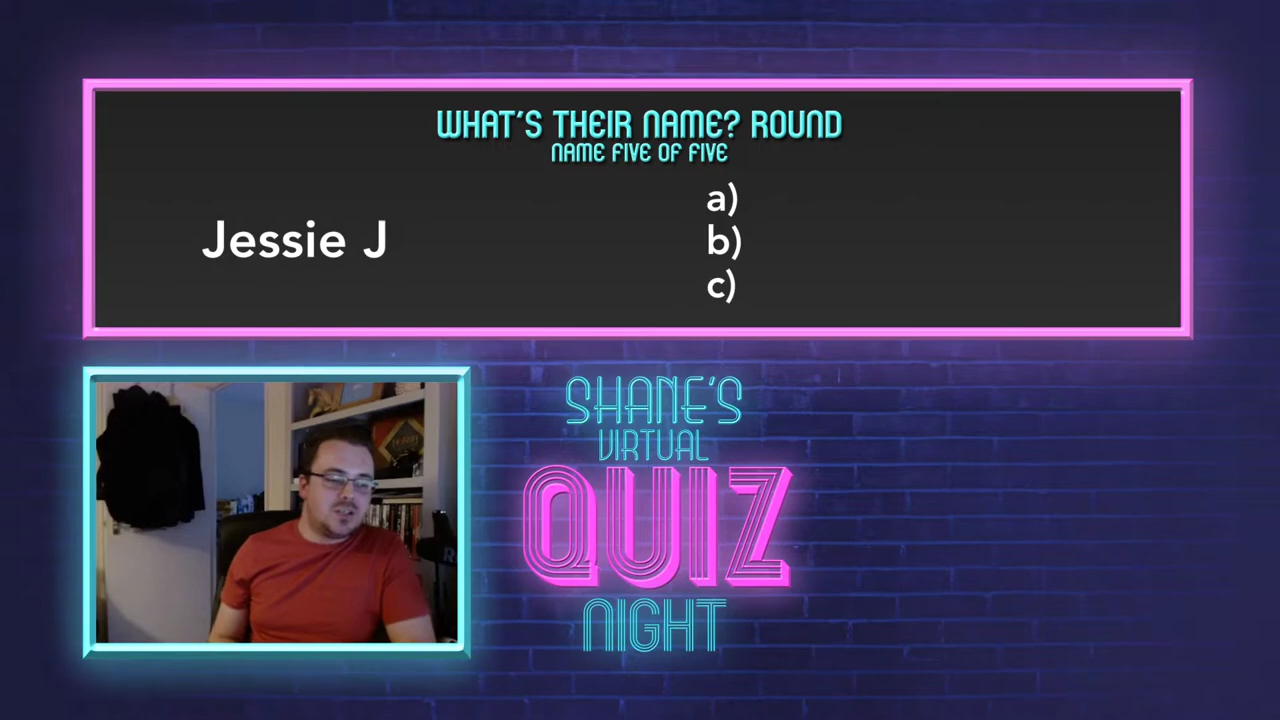 WHAT'S THEIR NAME? ROUND
NAME FIVE OF FIVE
Jessie J
a)
b)
c)
SHANE'S
VIRTUAL
QUIZ
NIGHT